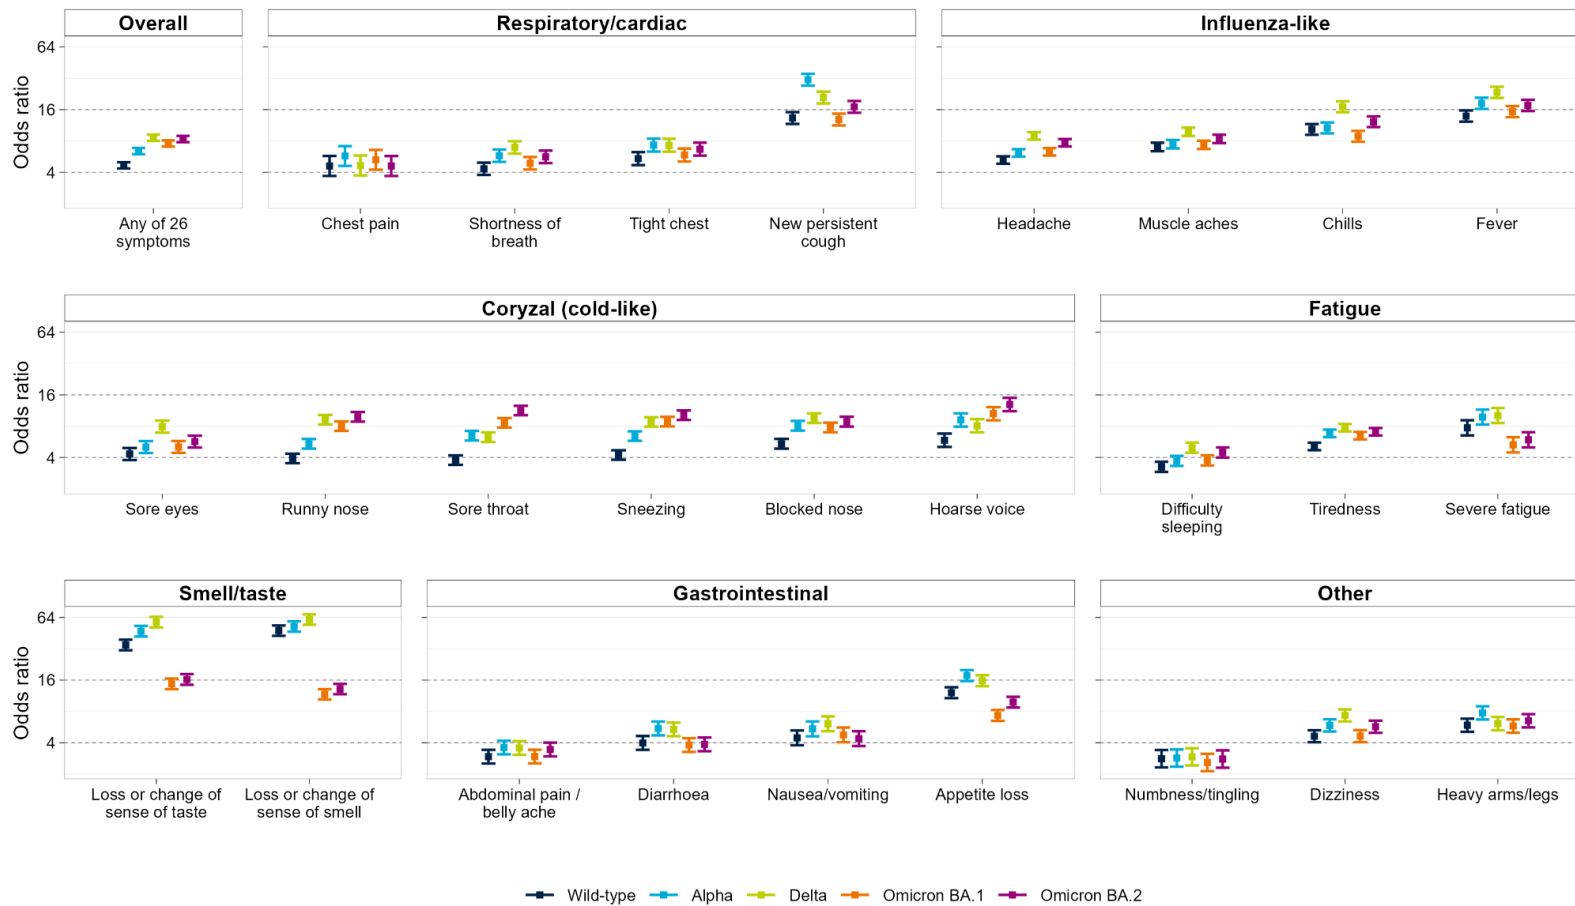 Overall
Respiratory/cardiac
Influenza-like
Odds ratio
64
16
4
Any of 26
symptoms
Chest pain
Shortness of
breath
Tight chest
New persistent
cough
Headache
Muscle aches
Chills
Fever
Coryzal (cold-like)
Fatigue
Odds ratio
64
16
4
Sore eyes
Runny nose
Sore throat
Sneezing
Blocked nose
Hoarse voice
Difficulty
sleeping
Tiredness
Severe fatigue
Smell/taste
Gastrointestinal
Other
Odds ratio
64
16
4
Loss or change of
sense of taste
Loss or change of
sense of smell
Abdominal pain /
belly ache
Diarrhoea
Nausea/vomiting
Appetite loss
Numbness/tingling
Dizziness
Heavy arms/legs
Wild-type
Alpha
Delta
Omicron BA.1
Omicron BA.2